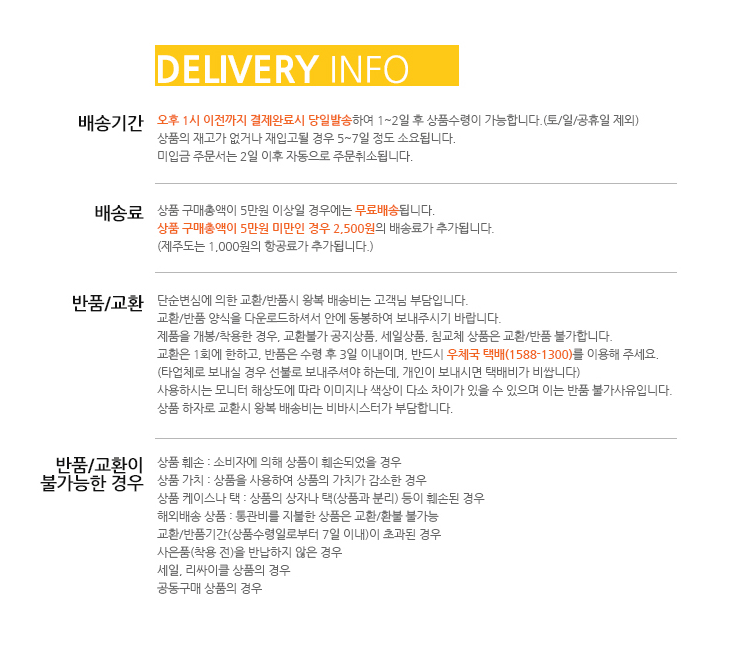 DELIVERY INFO
배송기간
오후 1시 이전까지 결제완료시 당일발송하여 1~2일 후 상품수령이 가능합니다.(토/일/공휴일 제외)
상품의 재고가 없거나 재입고될 경우 5~7일 정도 소요됩니다.
미입금 주문서는 2일 이후 자동으로 주문취소됩니다.
배송료
상품 구매총액이 5만원 이상일 경우에는 무료배송됩니다.
상품 구매총액이 5만원 미만인 경우 2,500원의 배송료가 추가됩니다.
(제주도는 1,000원의 항공료가 추가됩니다.)
반품/교환
단순변심에 의한 교환/반품시 왕복 배송비는 고객님 부담입니다.
교환/반품 양식을 다운로드하셔서 안에 동봉하여 보내주시기 바랍니다.
제품을 개봉/착용한 경우, 교환불가 공지상품, 세일상품, 침교체 상품은 교환/반품 불가합니다.
교환은 1회에 한하고, 반품은 수령 후 3일 이내이며, 반드시 우체국 택배(1588-1300)를 이용해 주세요.
(타업체로 보내실 경우 선불로 보내주셔야 하는데, 개인이 보내시면 택배비가 비쌉니다)
사용하시는 모니터 해상도에 따라 이미지나 색상이 다소 차이가 있을 수 있으며 이는 반품 불가사유입니다.
상품 하자로 교환시 왕복 배송비는 비바시스터가 부담합니다.
반품/교환이
불가능한 경우
상품 훼손 : 소비자에 의해 상품이 훼손되었을 경우
상품 가치 : 상품을 사용하여 상품의 가치가 감소한 경우
상품 케이스나 택 : 상품의 상자나 택(상품과 분리) 등이 훼손된 경우
해외배송 상품 : 통관비를 지불한 상품은 교환/환불 불가능
교환/반품기간(상품수령일로부터 7일 이내)이 초과된 경우
사은품(착용 전)을 반납하지 않은 경우
세일, 리싸이클 상품의 경우
공동구매 상품의 경우